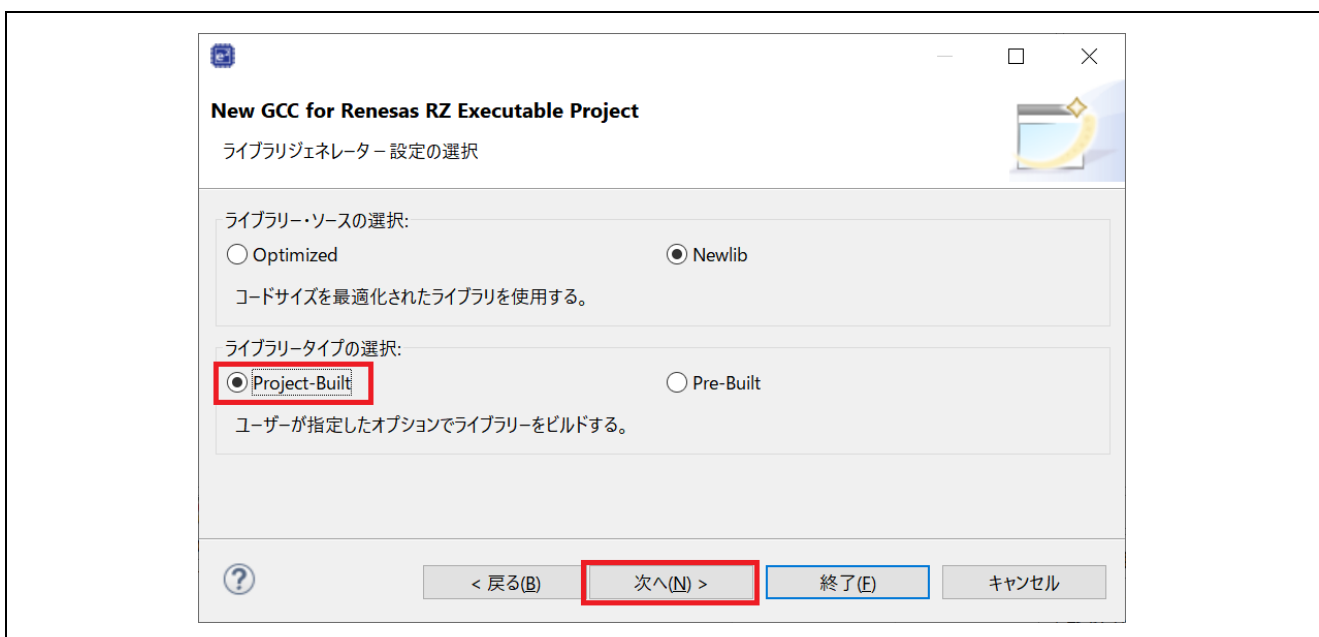 New GCC for Renesas RZ Executable Project
ライブラリジェネレーター – 設定の選択
ライブラリー・ソースの選択:
Optimized
Newlib
コードサイズを最適化されたライブラリを使用する。
ライブラリータイプの選択:
Project-Built
Pre-Built
ユーザーが指定したオプションでライブラリーをビルドする。
?
< 戻る(B)
次へ(N) >
終了(F)
キャンセル